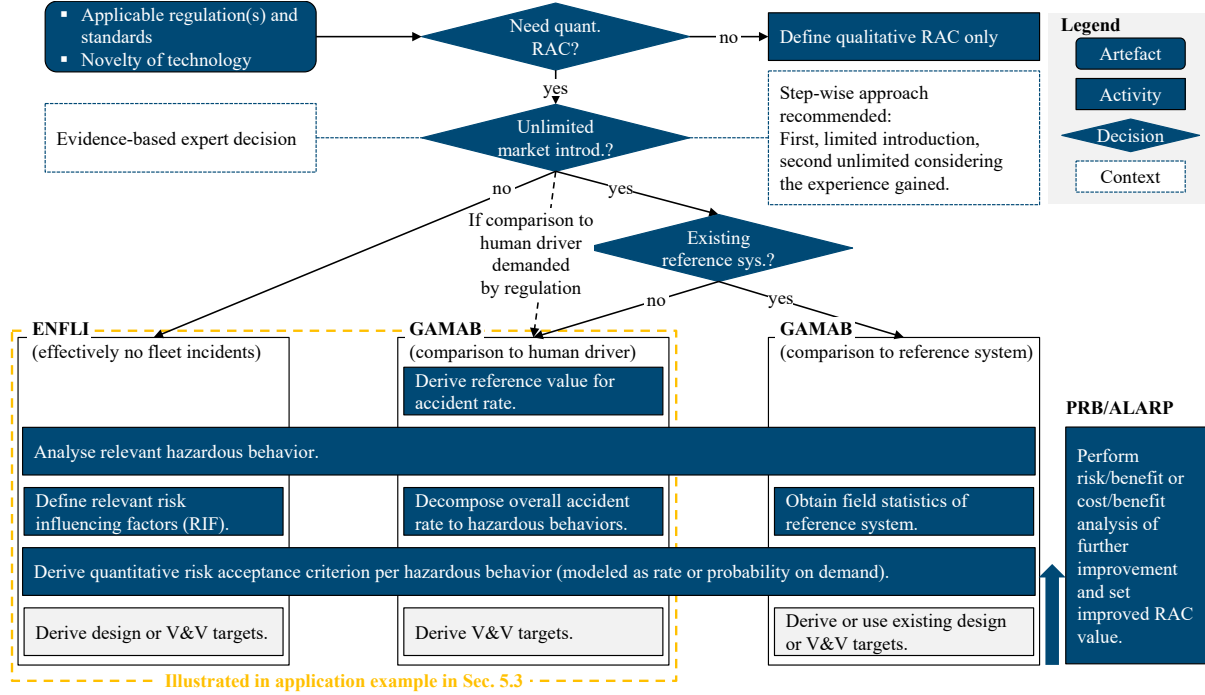 ▪ Applicable regulation(s) and
standards
▪ Novelty of technology
Need quant.
RAC?
no
Define qualitative RAC only
yes
Legend
Artefact
Activity
Decision
Context
Evidence-based expert decision
Unlimited
market introd.?
Step-wise approach
recommended:
First, limited introduction,
second unlimited considering
the experience gained.
no
yes
If comparison to
human driver
demanded
by regulation
Existing
reference sys.?
no
yes
ENFLI
(effectively no fleet incidents)
GAMAB
(comparison to human driver)
GAMAB
(comparison to reference system)
Derive reference value for
accident rate.
Analyse relevant hazardous behavior.
Define relevant risk
influencing factors (RIF).
Decompose overall accident
rate to hazardous behaviors.
Obtain field statistics of
reference system.
Derive quantitative risk acceptance criterion per hazardous behavior (modeled as rate or probability on demand).
Derive design or V&V targets.
Derive V&V targets.
Derive or use existing design
or V&V targets.
PRB/ALARP
Perform
risk/benefit or
cost/benefit
analysis of
further
improvement
and set
improved RAC
value.
Illustrated in application example in Sec. 5.3